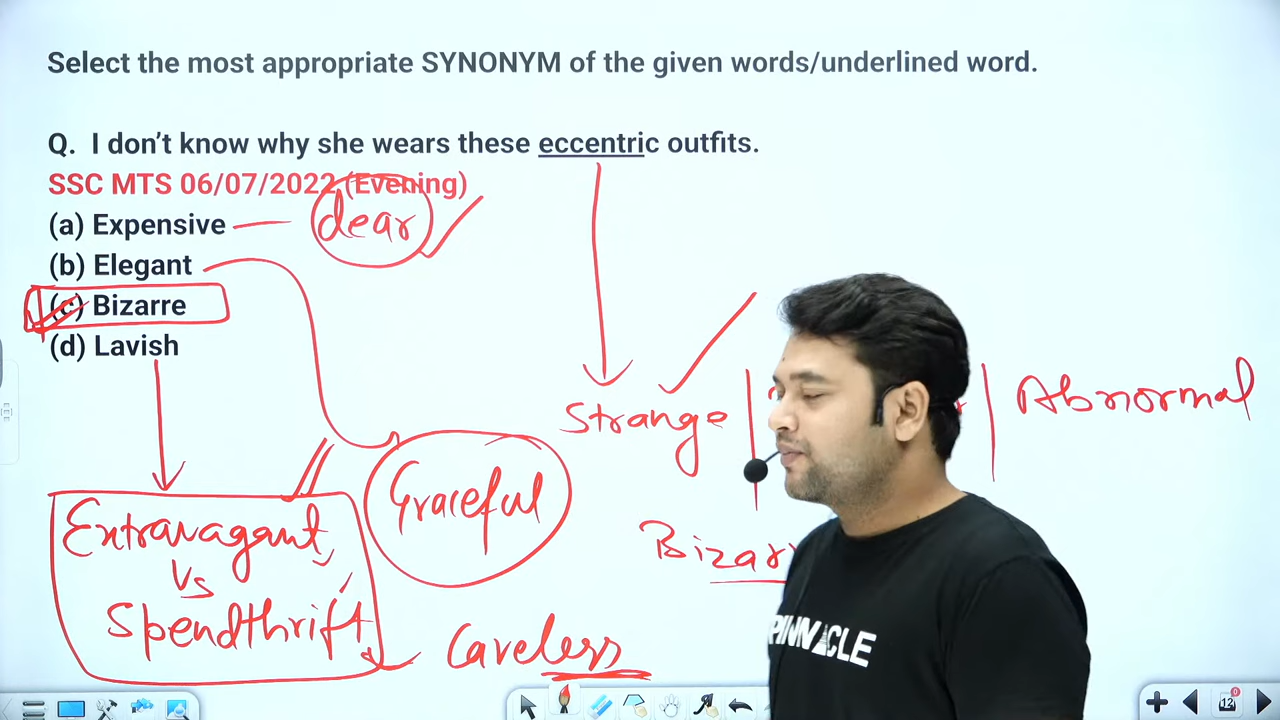 Select the most appropriate SYNONYM of the given words/underlined word.
Q. I don't know why she wears these eccentric outfits.
SSC MTS 06/07/2022 (Evening)
(a) Expensive
dear
(b) Elegant
(c) Bizarre
(d) Lavish
Strange
Abnormal
Graceful
Extravagant,
Vs
Spendthrift
Careless
PINNACLE
12
0